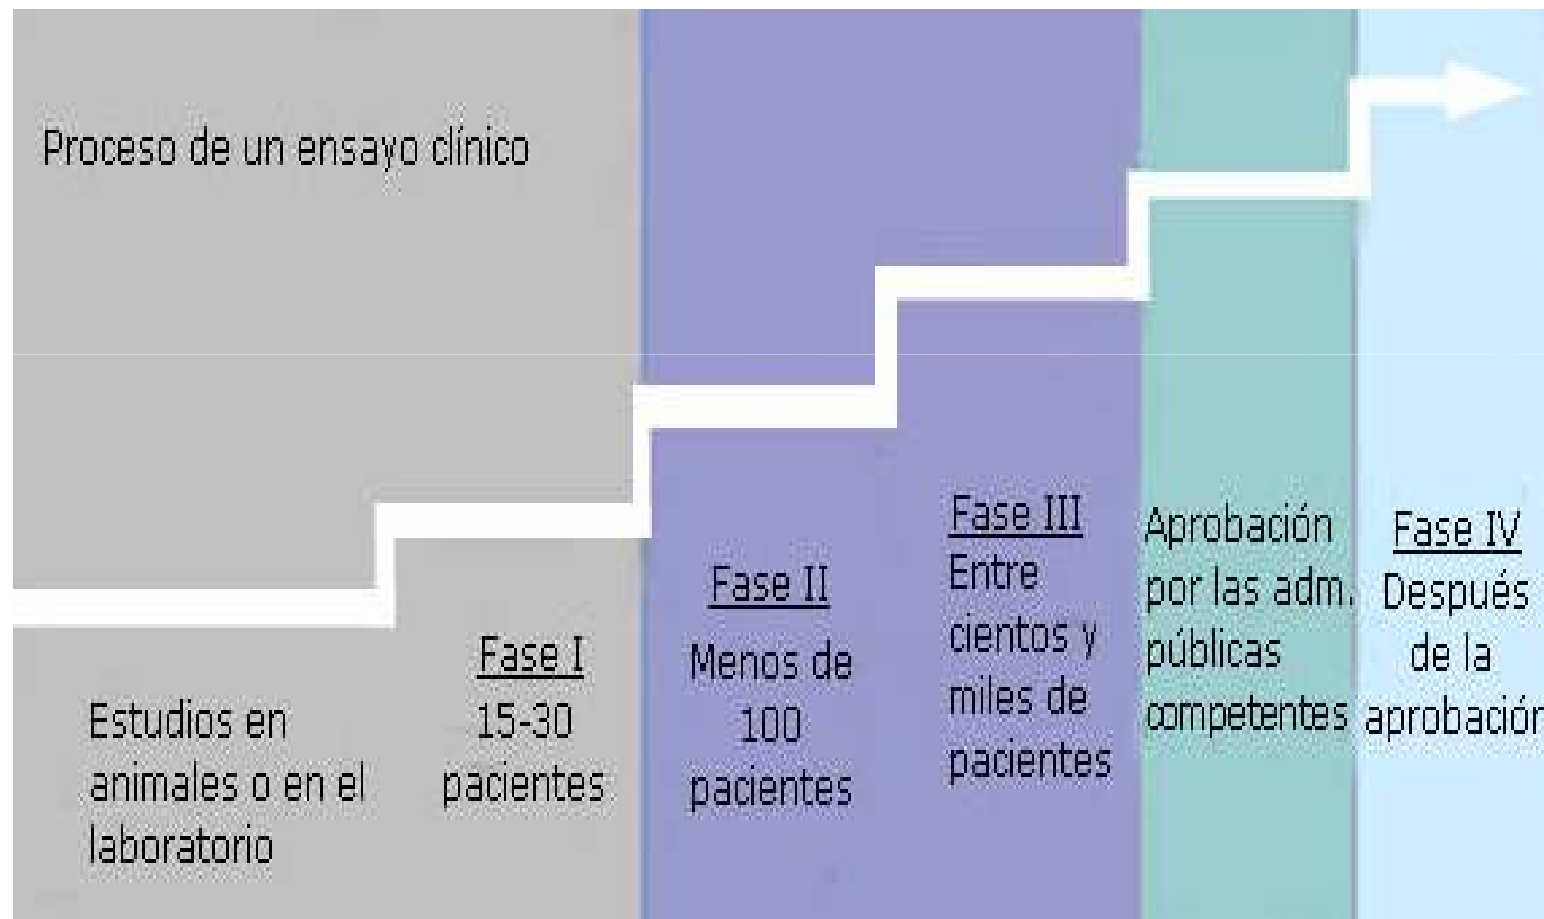 Proceso de un ensayo clínico
Estudios en
animales o en el
laboratorio
Fase I
15-30
pacientes
Fase II
Menos de
100
pacientes
Fase III
Entre
cientos y
miles de
pacientes
Aprobación
por las adm.
públicas
competentes
Fase IV
Después
de la
aprobación